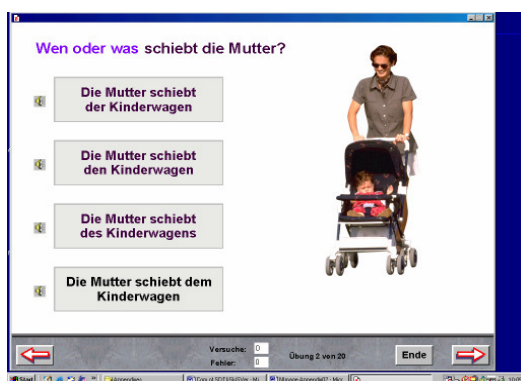 Wen oder was schiebt die Mutter?
Die Mutter schiebt
der Kinderwagen
Die Mutter schiebt
den Kinderwagen
Die Mutter schiebt
des Kinderwagens
Die Mutter schiebt dem
Kinderwagen
Versuche: 0
Fehler: 0
Übung 2 von 20
Ende
Start